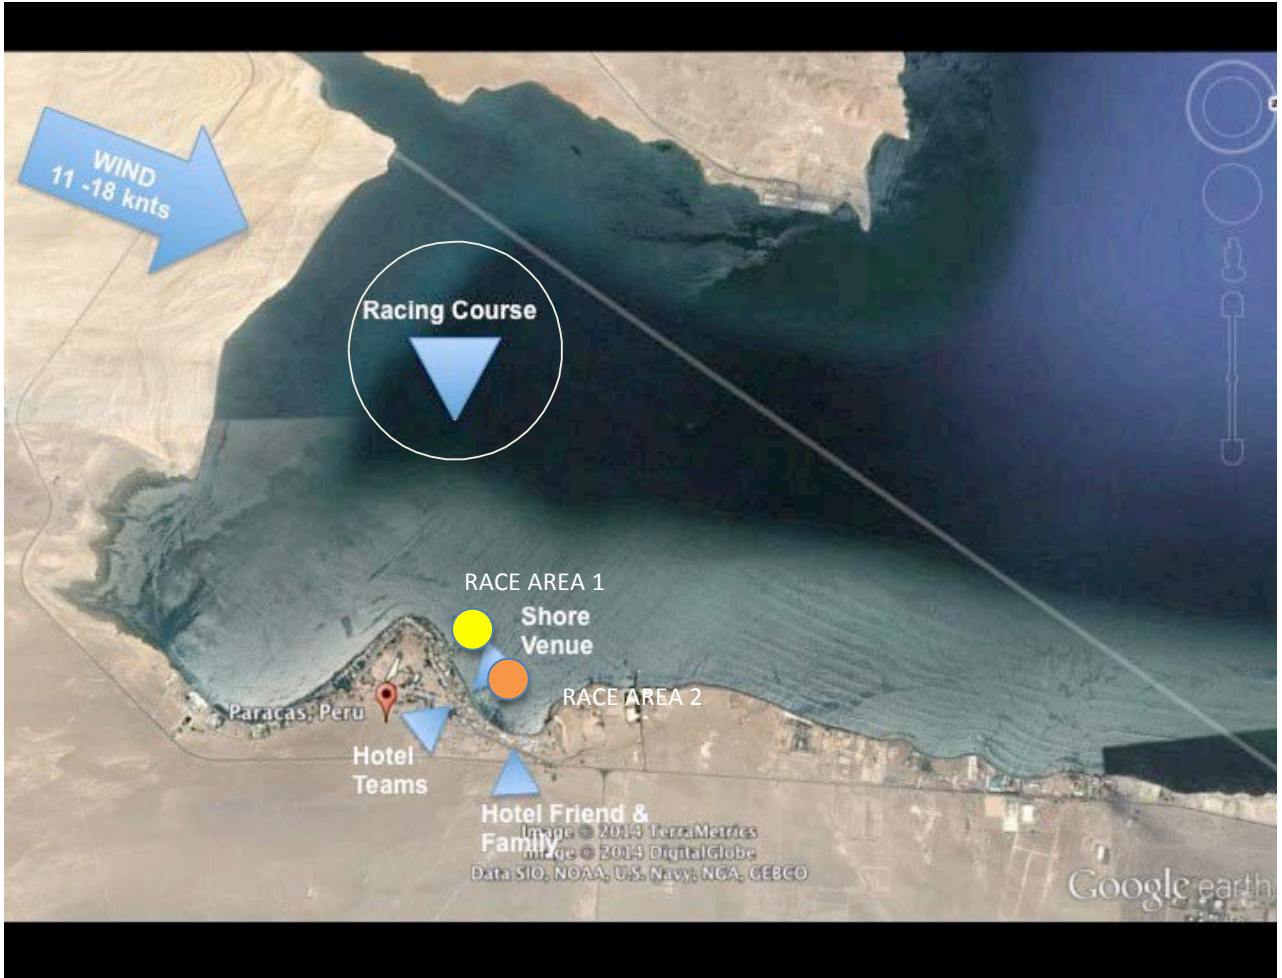 WIND
11 -18 knts
Racing Course
RACE AREA 1
Shore
Venue
RACE AREA 2
Paracas, Peru
Hotel
Teams
Hotel Friend &
Family
Image © 2014 TerraMetrics
Image © 2014 DigitalGlobe
Data SIO, NOAA, U.S. Navy, NGA, GEBCO
Google earth